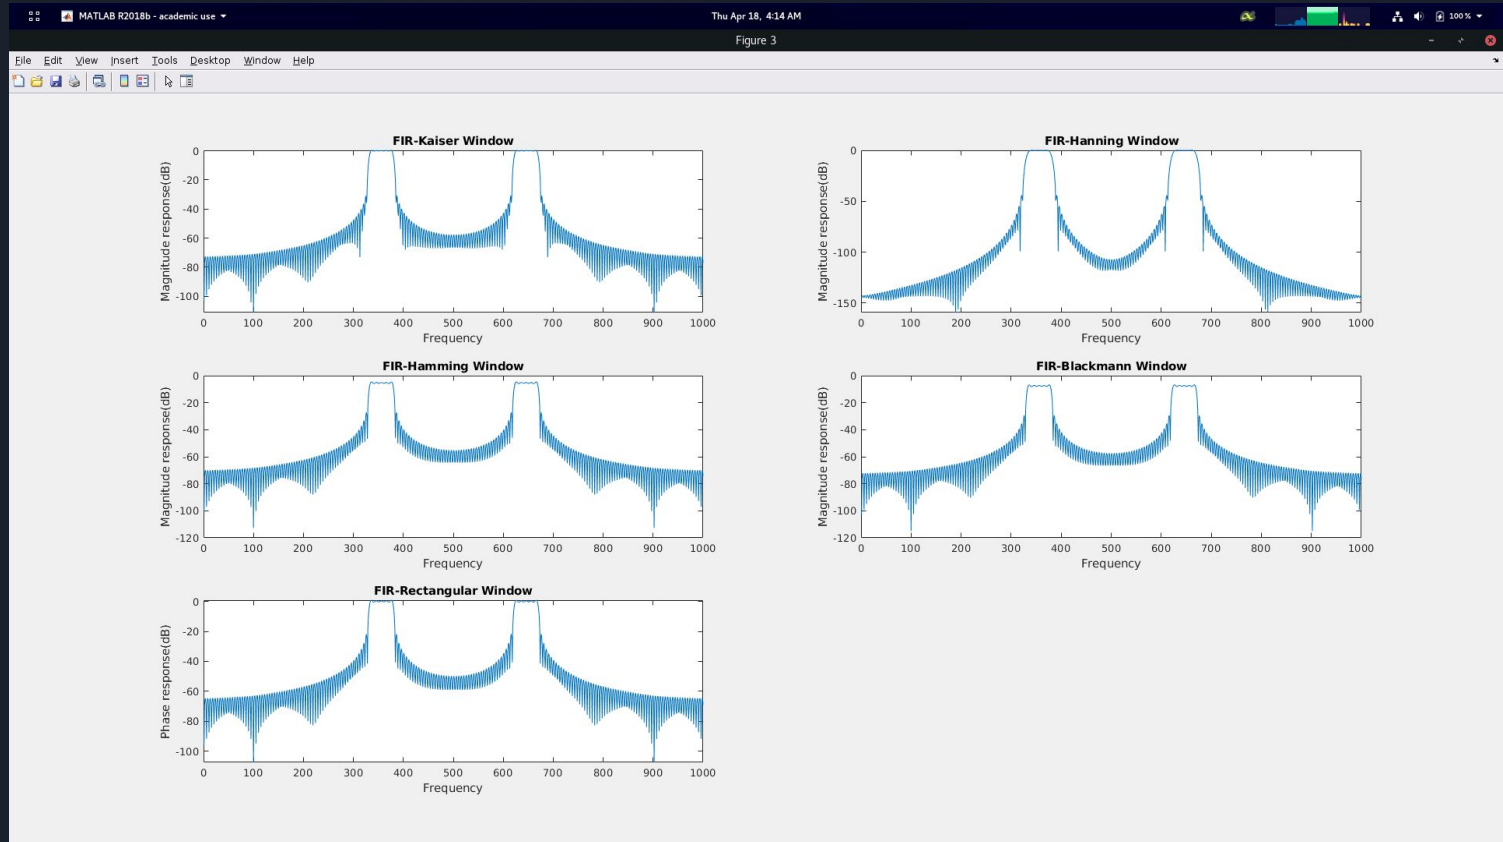 MATLAB R2018b - academic use
Thu Apr 18, 4:14 AM
100 %
Figure 3
File Edit View Insert Tools Desktop Window Help
FIR-Kaiser Window
Magnitude response(dB)
0
-20
-40
-60
-80
-100
0 100 200 300 400 500 600 700 800 900 1000
Frequency
FIR-Hanning Window
Magnitude response(dB)
0
-50
-100
-150
0 100 200 300 400 500 600 700 800 900 1000
Frequency
FIR-Hamming Window
Magnitude response(dB)
0
-20
-40
-60
-80
-100
-120
0 100 200 300 400 500 600 700 800 900 1000
Frequency
FIR-Blackmann Window
Magnitude response(dB)
0
-20
-40
-60
-80
-100
-120
0 100 200 300 400 500 600 700 800 900 1000
Frequency
FIR-Rectangular Window
Phase response(dB)
0
-20
-40
-60
-80
-100
0 100 200 300 400 500 600 700 800 900 1000
Frequency